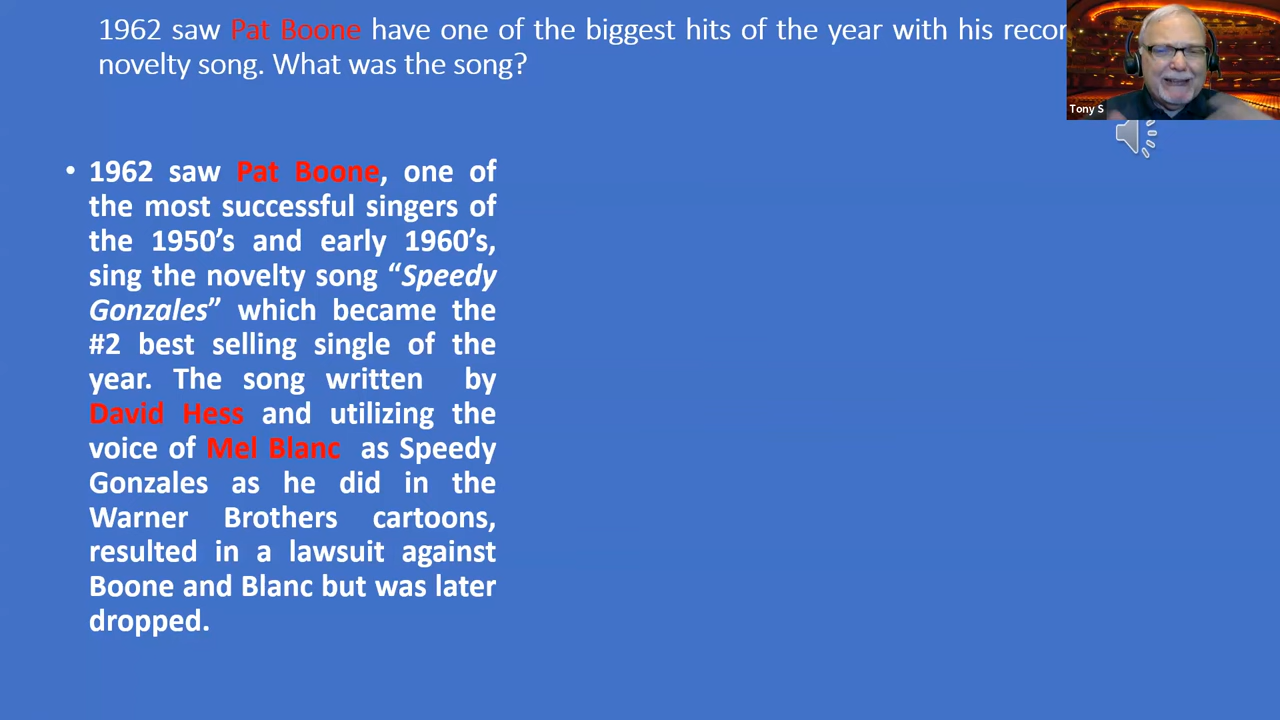 1962 saw Pat Boone have one of the biggest hits of the year with his recor
novelty song. What was the song?
Tony S
• 1962 saw Pat Boone, one of
the most successful singers of
the 1950’s and early 1960’s,
sing the novelty song “Speedy
Gonzales” which became the
#2 best selling single of the
year. The song written by
David Hess and utilizing the
voice of Mel Blanc as Speedy
Gonzales as he did in the
Warner Brothers cartoons,
resulted in a lawsuit against
Boone and Blanc but was later
dropped.